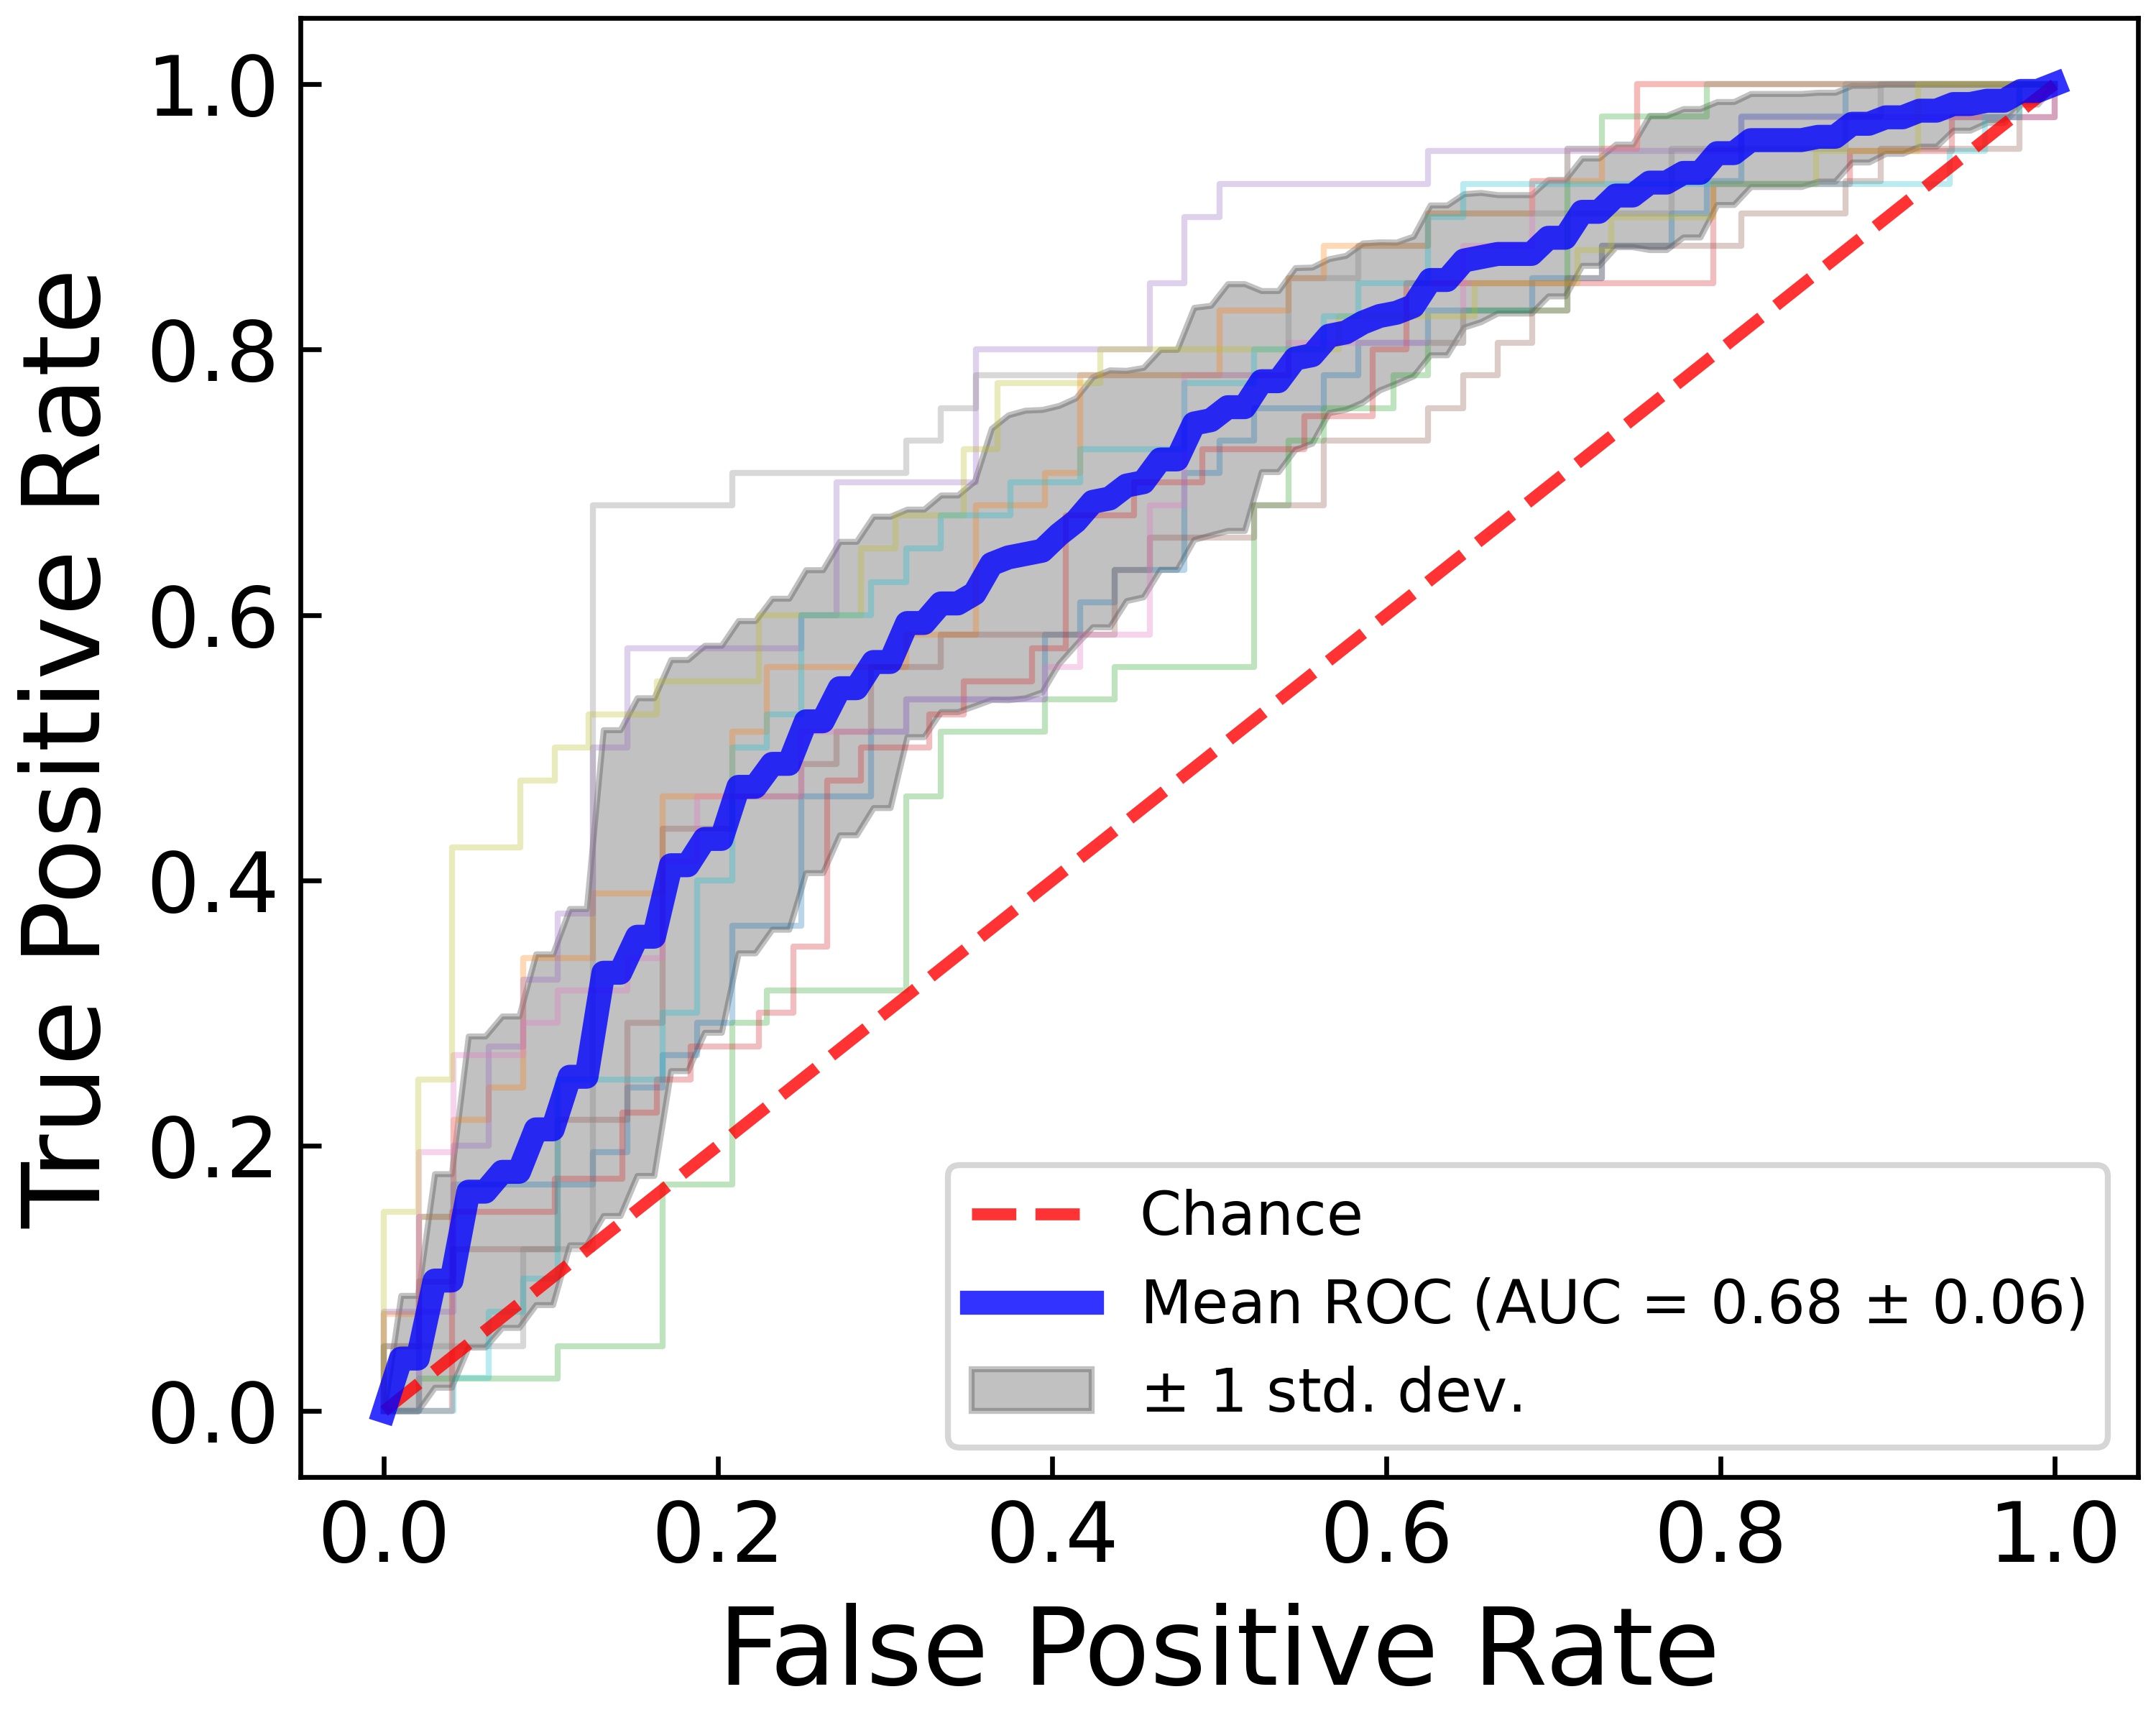 True Positive Rate
1.0
0.8
0.6
0.4
0.2
0.0
Chance
Mean ROC (AUC = 0.68 ± 0.06)
± 1 std. dev.
0.0 0.2 0.4 0.6 0.8 1.0
False Positive Rate